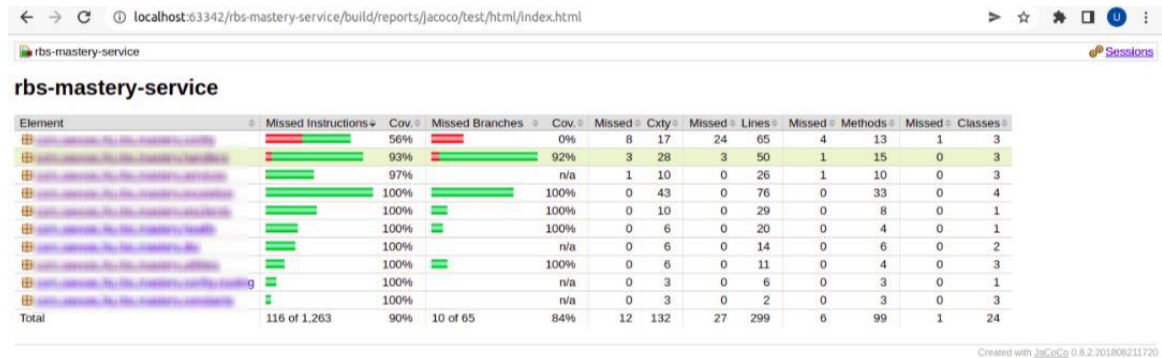 localhost:63342/rbs-mastery-service/build/reports/jacoco/test/html/index.html
U
rbs-mastery-service Sessions
rbs-mastery-service
Element Missed Instructions Cov. Missed Branches Cov. Missed Cxty Missed Lines Missed Methods Missed Classes
56% 0% 8 17 24 65 4 13 1 3
93% 92% 3 28 3 50 1 15 0 3
97% n/a 1 10 0 26 1 10 0 3
100% 100% 0 43 0 76 0 33 0 4
100% 100% 0 10 0 29 0 8 0 1
100% 100% 0 6 0 20 0 4 0 1
100% n/a 0 6 0 14 0 6 0 2
100% 100% 0 6 0 11 0 4 0 3
100% n/a 0 3 0 6 0 3 0 1
100% n/a 0 3 0 2 0 3 0 3
Total 116 of 1,263 90% 10 of 65 84% 12 132 27 299 6 99 1 24
Created with JaCoCo 0.8.2.201808211720